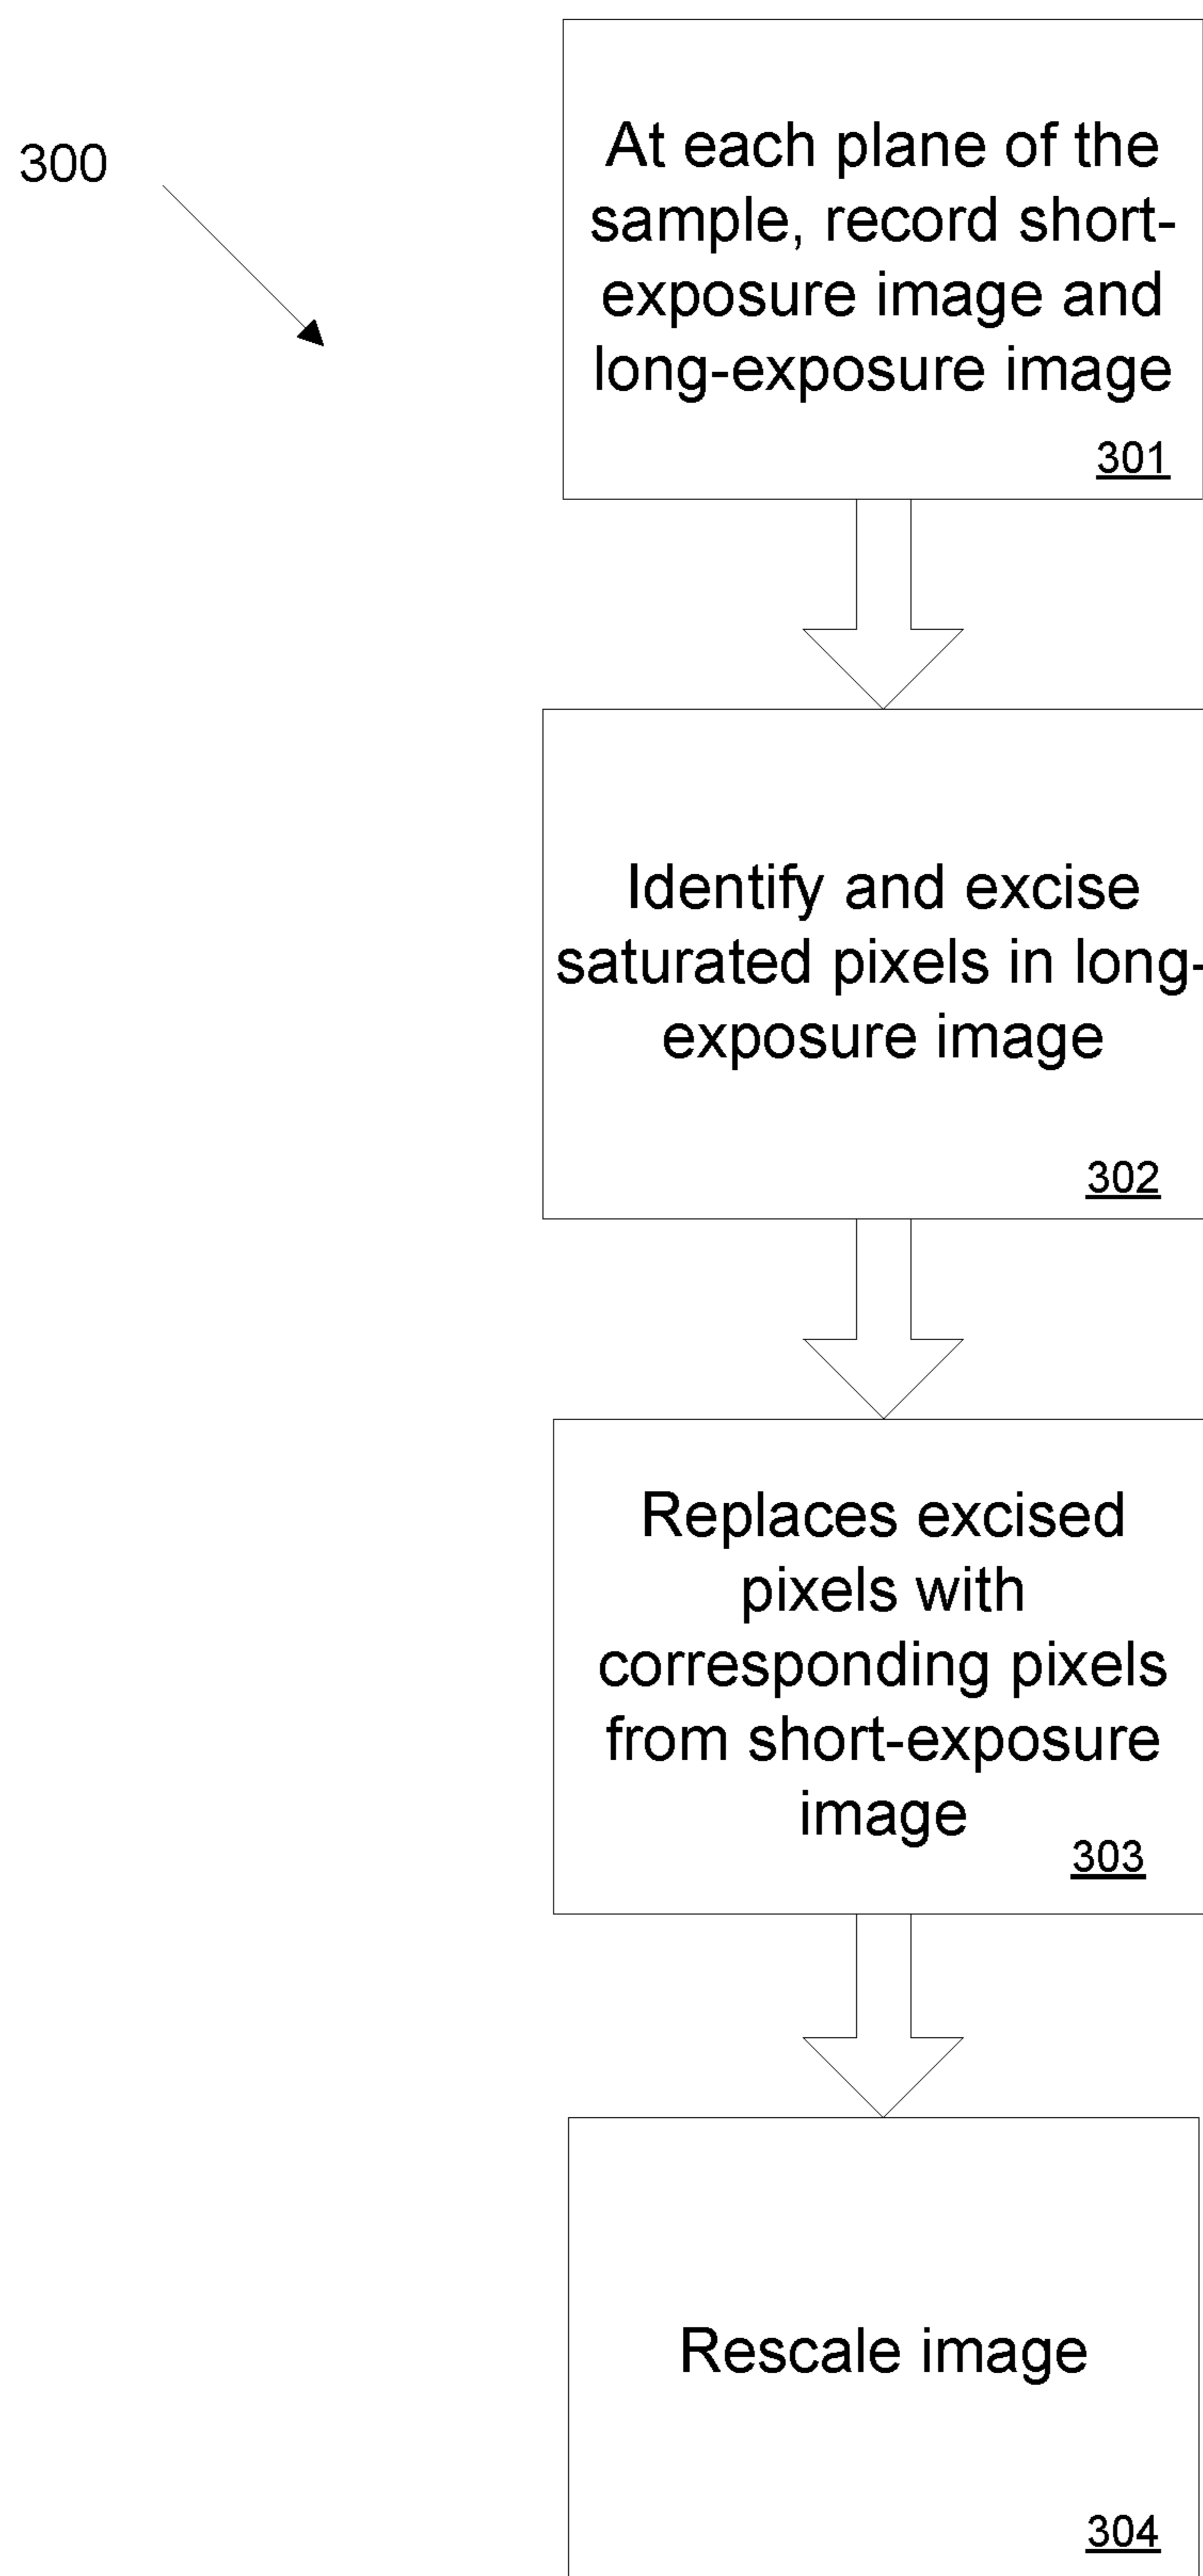 300
At each plane of the
sample, record short-
exposure image and
long-exposure image
301
Identify and excise
saturated pixels in long-
exposure image
302
Replaces excised
pixels with
corresponding pixels
from short-exposure
image
303
Rescale image
304